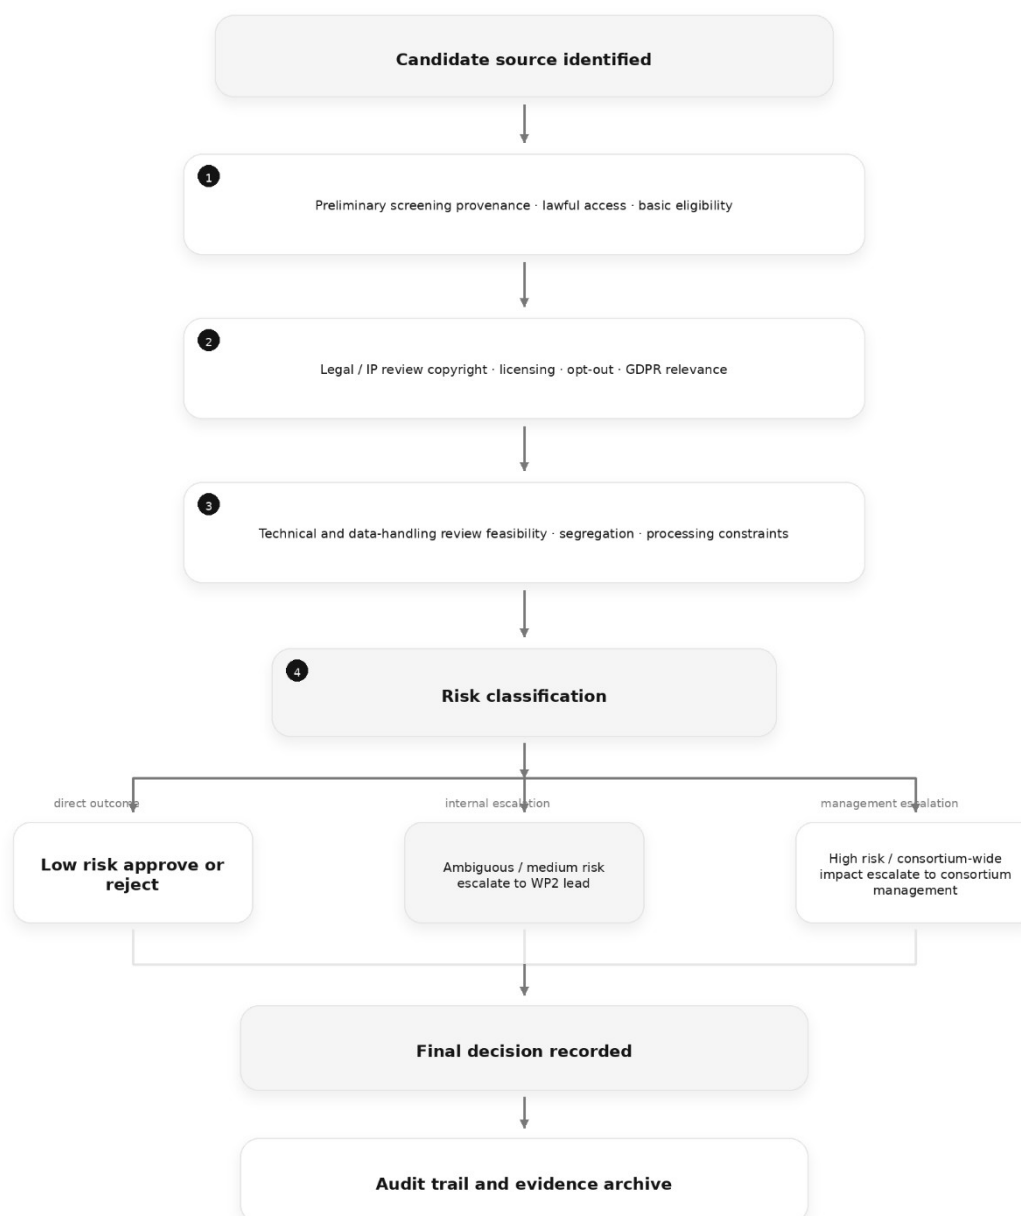 Candidate source identified
1
Preliminary screening provenance · lawful access · basic eligibility
2
Legal / IP review copyright · licensing · opt-out · GDPR relevance
3
Technical and data-handling review feasibility · segregation · processing constraints
4
Risk classification
direct outcome
internal escalation
management escalation
Low risk approve or
reject
Ambiguous / medium risk
escalate to WP2 lead
High risk / consortium-wide
impact escalate to consortium
management
Final decision recorded
Audit trail and evidence archive